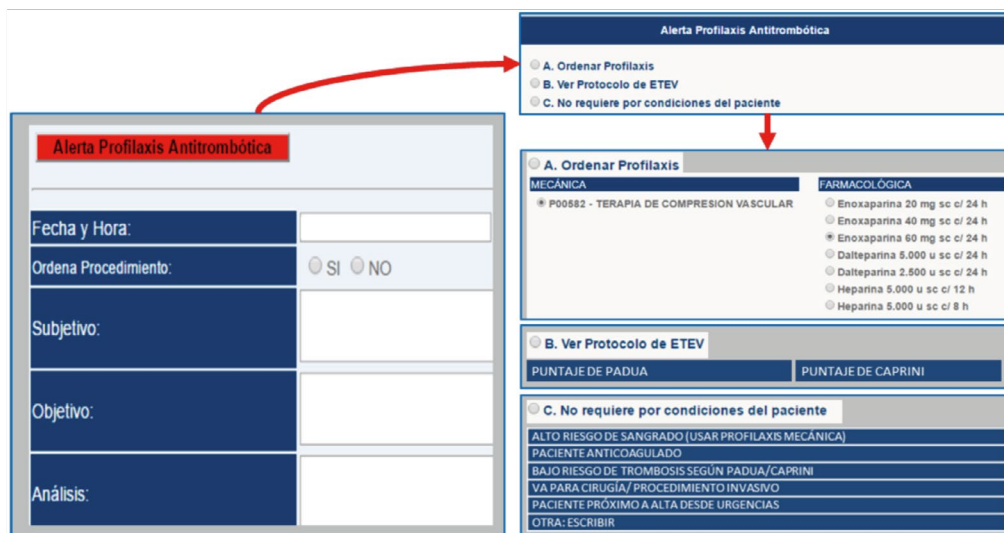 Alerta Profilaxis Antitrombótica
Fecha y Hora:
Ordena Procedimiento:
SI NO
Subjetivo:
Objetivo:
Análisis:
Alerta Profilaxis Antitrombótica
A. Ordenar Profilaxis
B. Ver Protocolo de ETEV
C. No requiere por condiciones del paciente
A. Ordenar Profilaxis
MECÁNICA
P00582 - TERAPIA DE COMPRESION VASCULAR
FARMACOLÓGICA
Enoxaparina 20 mg sc c/ 24 h
Enoxaparina 40 mg sc c/ 24 h
Enoxaparina 60 mg sc c/ 24 h
Dalteparina 5.000 u sc c/ 24 h
Dalteparina 2.500 u sc c/ 24 h
Heparina 5.000 u sc c/ 12 h
Heparina 5.000 u sc c/ 8 h
B. Ver Protocolo de ETEV
PUNTAJE DE PADUA
PUNTAJE DE CAPRINI
C. No requiere por condiciones del paciente
ALTO RIESGO DE SANGRADO (USAR PROFILAXIS MECÁNICA)
PACIENTE ANTICOAGULADO
BAJO RIESGO DE TROMBOSIS SEGÚN PADUA/CAPRINI
VA PARA CIRUGÍA/ PROCEDIMIENTO INVASIVO
PACIENTE PRÓXIMO A ALTA DESDE URGENCIAS
OTRA: ESCRIBIR